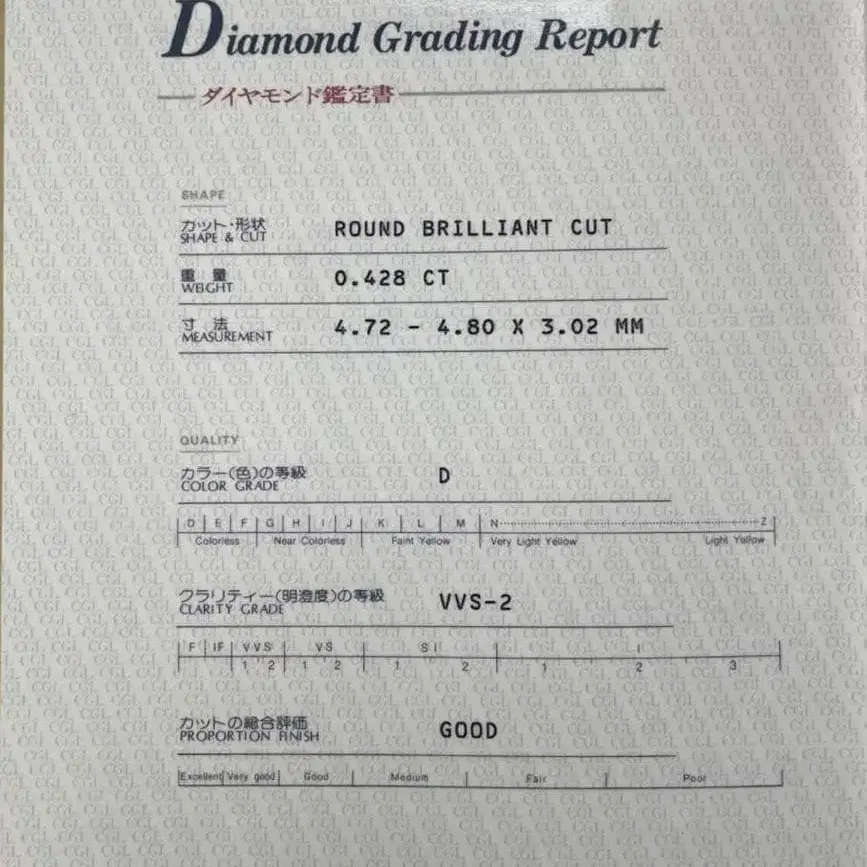 Diamond Grading Report
ダイヤモンド鑑定書
SHAPE
カット・形状 ROUND BRILLIANT CUT
SHAPE & CUT
重 量 0.428 CT
WEIGHT
寸 法 4.72 - 4.80 X 3.02 MM
MEASUREMENT
QUALITY
カラー(色)の等級 D
COLOR GRADE
D E F G H I J K L M N Z
Colorless Near Colorless Faint Yellow Very Light Yellow Light Yellow
クラリティー(明澄度)の等級 VVS-2
CLARITY GRADE
F IF VVS VS SI I
1 2 1 2 1 2 1 2 3
カットの総合評価 GOOD
PROPORTION FINISH
Excellent Very good Good Medium Fair Poor
CGL